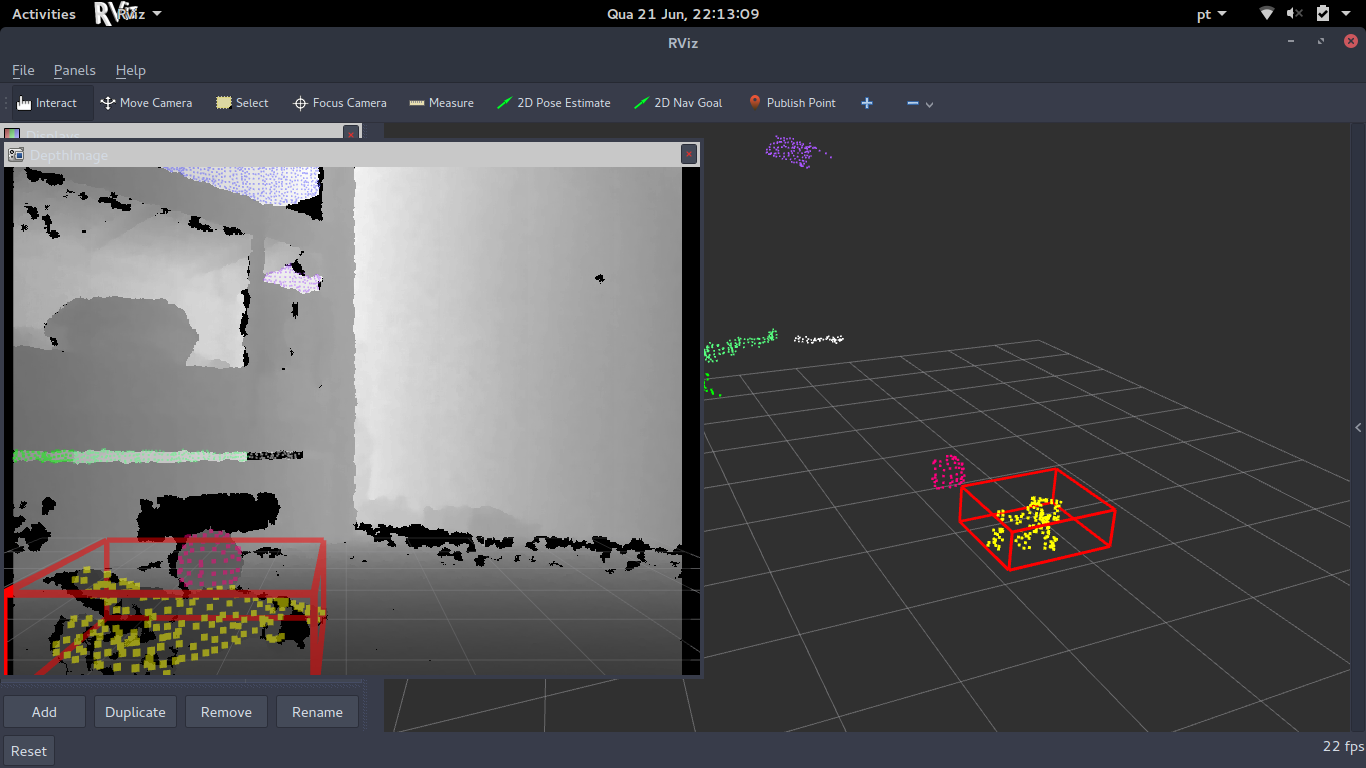 Activities RViz RViz Qua 21 Jun, 22:13:09 pt
RViz
File Panels Help
Interact Move Camera Select Focus Camera Measure 2D Pose Estimate 2D Nav Goal Publish Point
Displays
DepthImage
Add Duplicate Remove Rename
Reset 22 fps